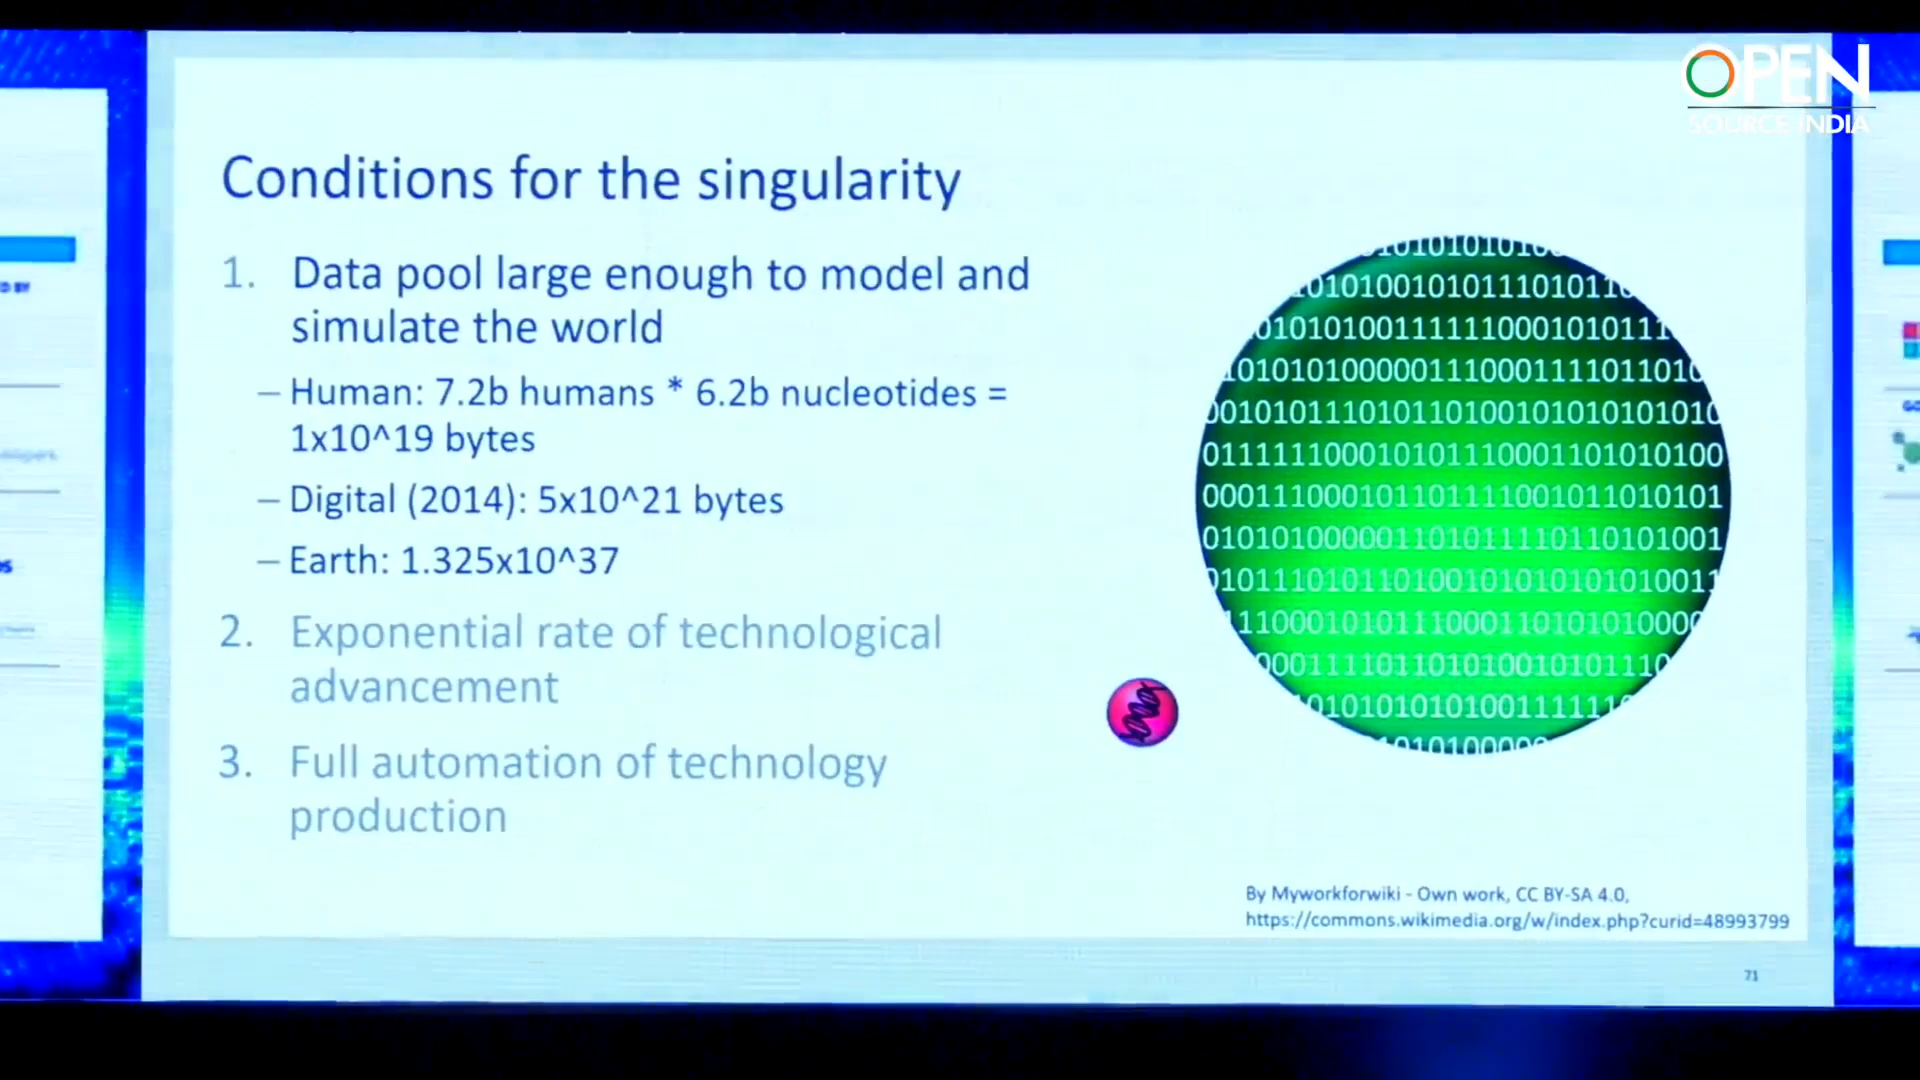 OPEN
SOURCE INDIA
Conditions for the singularity
1. Data pool large enough to model and
simulate the world
– Human: 7.2b humans * 6.2b nucleotides =
1x10^19 bytes
– Digital (2014): 5x10^21 bytes
– Earth: 1.325x10^37
2. Exponential rate of technological
advancement
3. Full automation of technology
production
By Myworkforwiki - Own work, CC BY-SA 4.0,
https://commons.wikimedia.org/w/index.php?curid=48993799
71